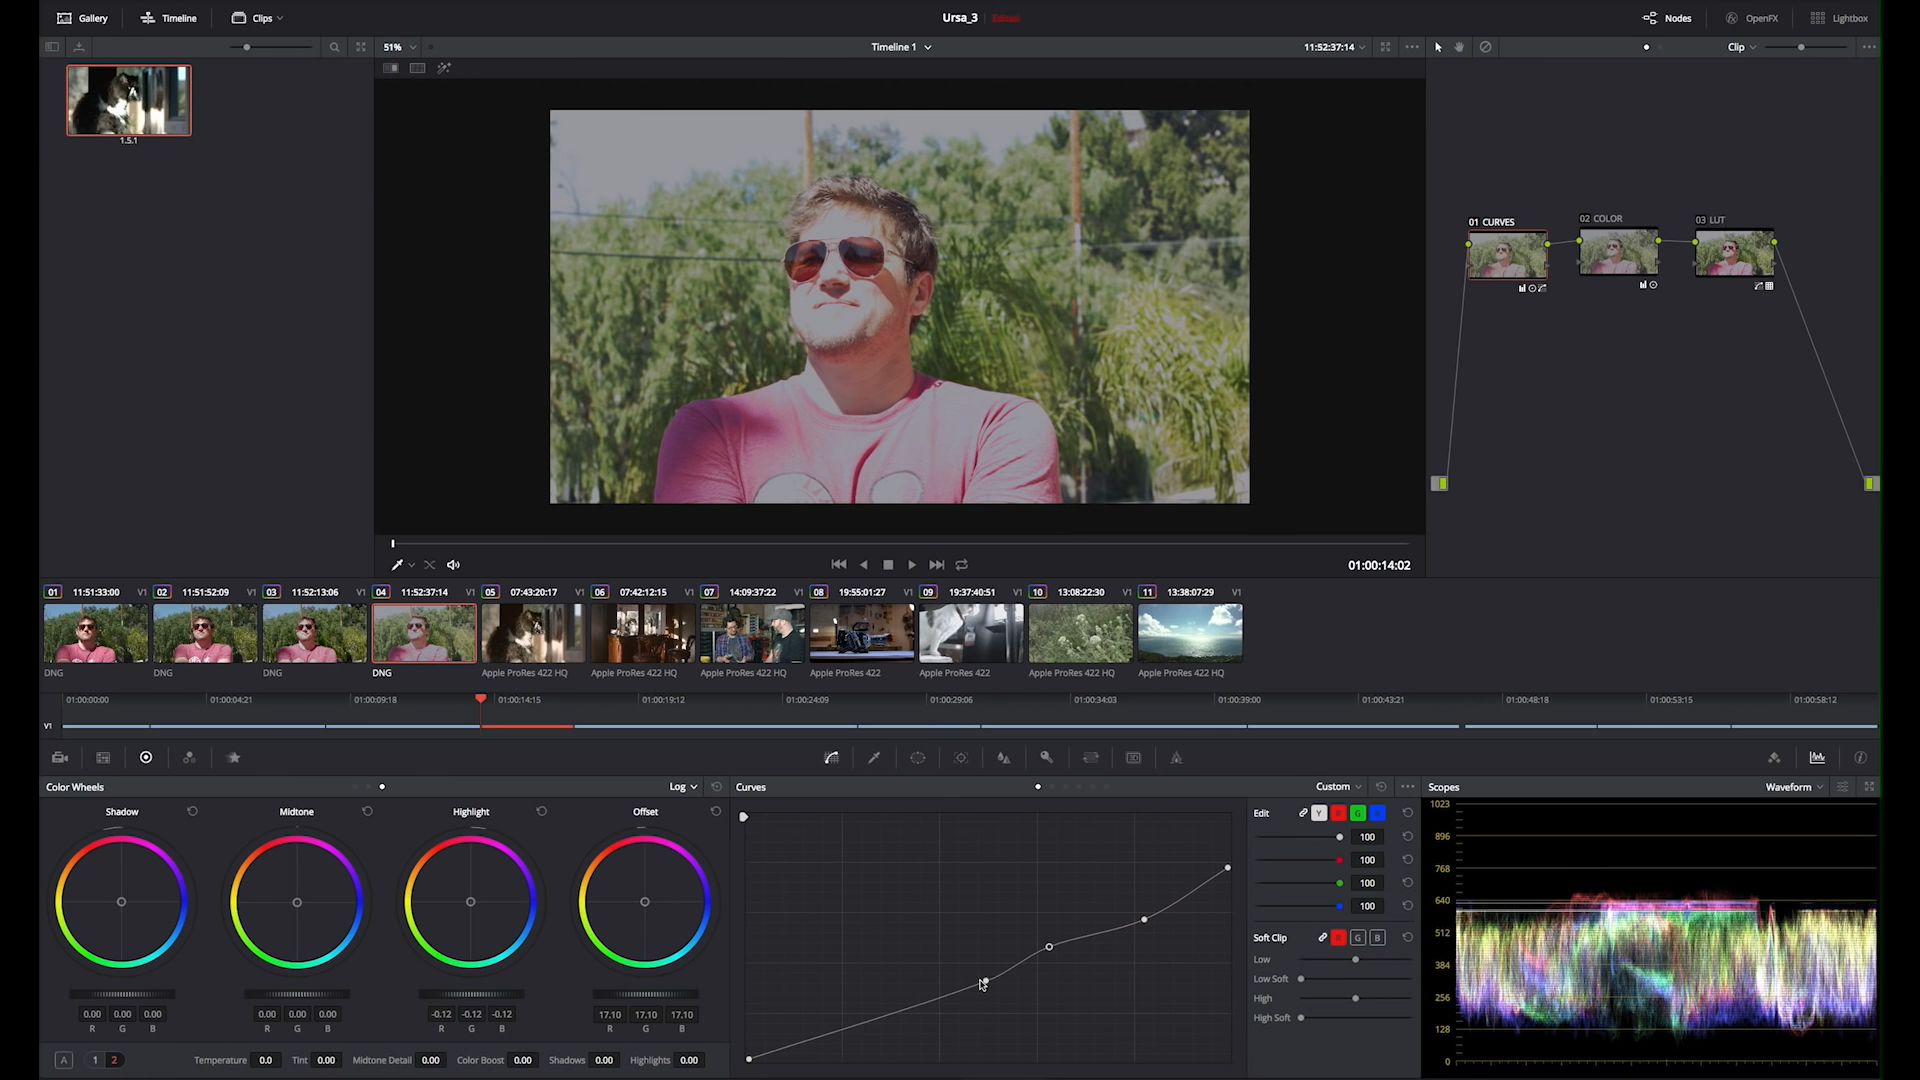 Gallery Timeline Clips Ursa_3 Edited Nodes OpenFX Lightbox
51% Timeline 1 11:52:37:14 Clip
1.5.1
01 CURVES 02 COLOR 03 LUT
01:00:14:02
01 11:51:33:00 V1 02 11:51:52:09 V1 03 11:52:13:06 V1 04 11:52:37:14 V1 05 07:43:20:17 V1 06 07:42:12:15 V1 07 14:09:37:22 V1 08 19:55:01:27 V1 09 19:37:40:51 V1 10 13:08:22:30 V1 11 13:38:07:29 V1
DNG DNG DNG DNG Apple ProRes 422 HQ Apple ProRes 422 HQ Apple ProRes 422 HQ Apple ProRes 422 Apple ProRes 422 Apple ProRes 422 HQ Apple ProRes 422 HQ
01:00:00:00 01:00:04:21 01:00:09:18 01:00:14:15 01:00:19:12 01:00:24:09 01:00:29:06 01:00:34:03 01:00:39:00 01:00:43:21 01:00:48:18 01:00:53:15 01:00:58:12
V1
Color Wheels Log Curves Custom Scopes Waveform
Shadow Midtone Highlight Offset
Edit Y R G B
100
100
100
100
Soft Clip R G B
Low
Low Soft
High
High Soft
1023
896
768
640
512
384
256
128
0
0.00 0.00 0.00 0.00 0.00 0.00 -0.12 -0.12 -0.12 17.10 17.10 17.10
R G B R G B R G B R G B
A 1 2 Temperature 0.0 Tint 0.00 Midtone Detail 0.00 Color Boost 0.00 Shadows 0.00 Highlights 0.00